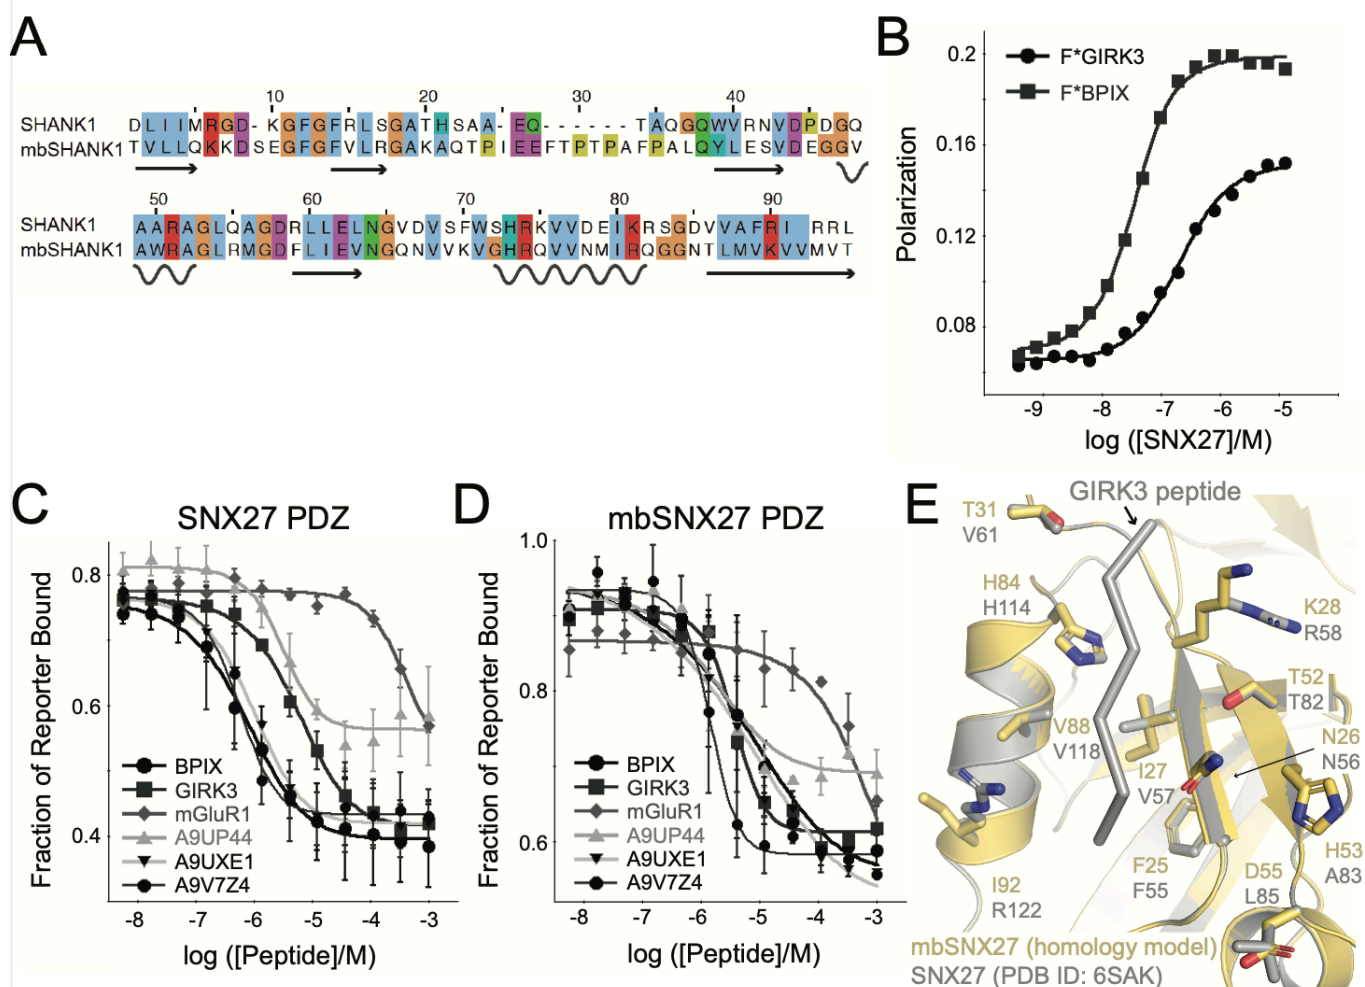 A
10 20 30 40
SHANK1 DLIIMRGD-KGFGFRLSGATHSAA-EQ------TAQGQWVRNVDPDGQ
mbSHANK1 TVLLQKKDSEGFGFVLRGAKAQTPIEEFTPTPAFPALQYLESVDEGGV
50 60 70 80 90
SHANK1 AARAGLQAGDRLLELNGVDVSFWSHRKVVDEIKRSGDVVAFRI RRL
mbSHANK1 AWRAGLRMGDFLIEVNGQNVVKVGHRQVVNMIRQGGNTLMVKVVMVT
B
F*GIRK3
F*BPIX
Polarization
0.2
0.16
0.12
0.08
-9 -8 -7 -6 -5
log ([SNX27]/M)
C
SNX27 PDZ
Fraction of Reporter Bound
0.8
0.6
0.4
BPIX
GIRK3
mGluR1
A9UP44
A9UXE1
A9V7Z4
-8 -7 -6 -5 -4 -3
log ([Peptide]/M)
D
mbSNX27 PDZ
Fraction of Reporter Bound
1.0
0.8
0.6
BPIX
GIRK3
mGluR1
A9UP44
A9UXE1
A9V7Z4
-8 -7 -6 -5 -4 -3
log ([Peptide]/M)
E
GIRK3 peptide
T31
V61
H84
H114
K28
R58
T52
T82
V88
V118
N26
N56
I27
V57
F25
F55
H53
A83
D55
L85
I92
R122
mbSNX27 (homology model)
SNX27 (PDB ID: 6SAK)